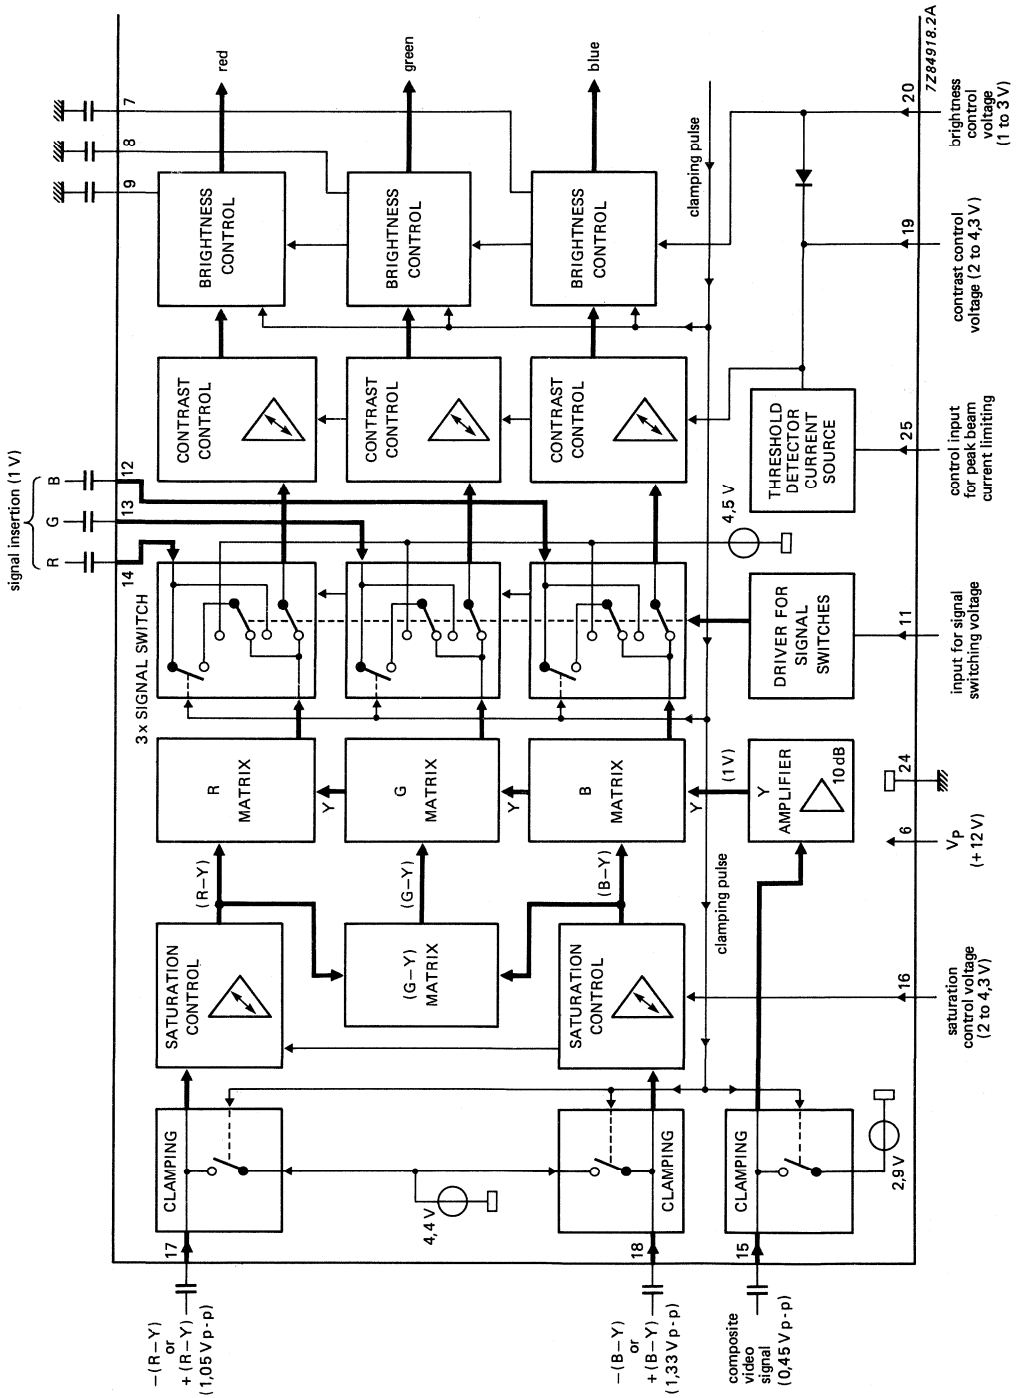 signal insertion (1 V)
R
G
B
14
13
12
9
8
7
red
green
blue
3x SIGNAL SWITCH
BRIGHTNESS
CONTROL
BRIGHTNESS
CONTROL
BRIGHTNESS
CONTROL
CONTRAST
CONTROL
CONTRAST
CONTROL
CONTRAST
CONTROL
clamping pulse
4,5 V
THRESHOLD
DETECTOR
CURRENT
SOURCE
DRIVER FOR
SIGNAL
SWITCHES
R
MATRIX
G
MATRIX
B
MATRIX
Y
Y
Y
(1V)
Y
AMPLIFIER
10 dB
(R–Y)
(G–Y)
(B–Y)
SATURATION
CONTROL
(G–Y)
MATRIX
SATURATION
CONTROL
clamping pulse
CLAMPING
CLAMPING
CLAMPING
4,4 V
2,9 V
17
–(R–Y)
or
+(R–Y)
(1,05 V p-p)
18
–(B–Y)
or
+(B–Y)
(1,33 V p-p)
15
composite
video
signal
(0,45 V p-p)
16
saturation
control voltage
(2 to 4,3 V)
6
VP
(+ 12 V)
24
11
input for signal
switching voltage
25
control input
for peak beam
current limiting
19
contrast control
voltage (2 to 4,3 V)
20
brightness
control
voltage
(1 to 3 V)
7Z84918.2A